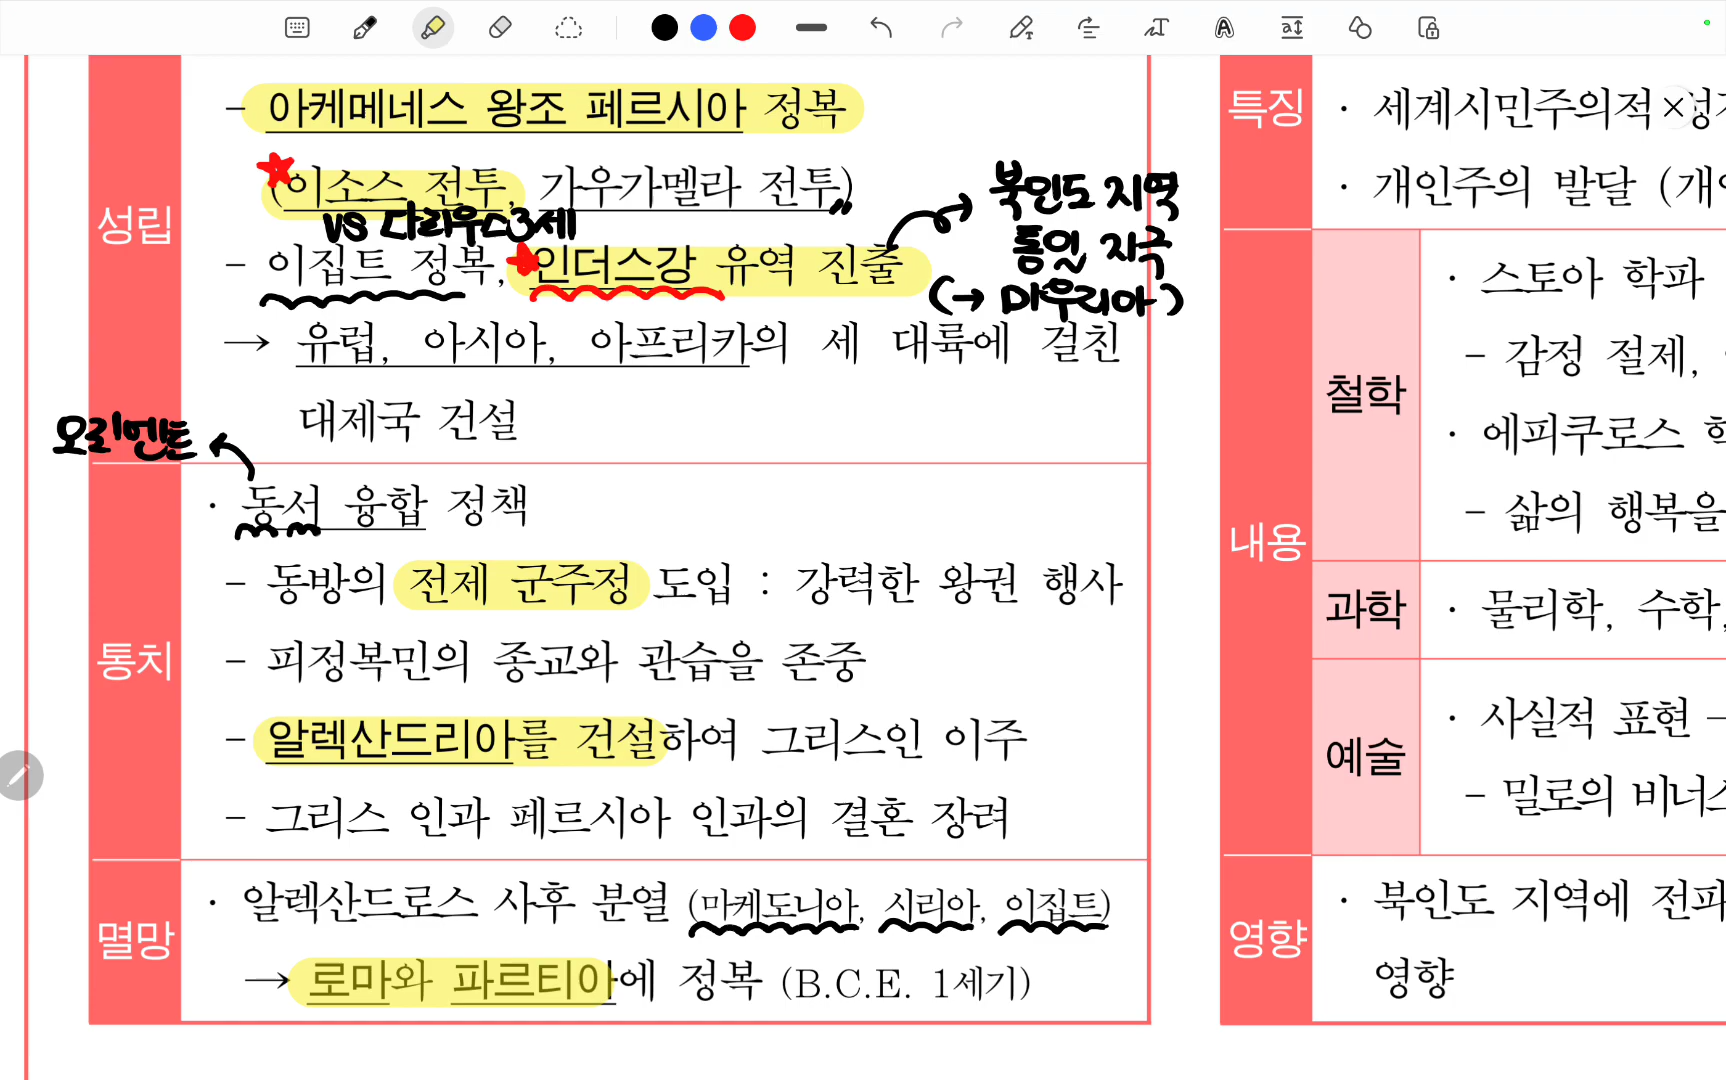 성립
- 아케메네스 왕조 페르시아 정복
(이소스 전투, 가우가멜라 전투)
vs 다리우스3세
- 이집트 정복, 인더스강 유역 진출
북인도 지역
통일 자극
(→ 마우리아)
→ 유럽, 아시아, 아프리카의 세 대륙에 걸친
대제국 건설
오리엔트
통치
· 동서 융합 정책
- 동방의 전제 군주정 도입 : 강력한 왕권 행사
- 피정복민의 종교와 관습을 존중
- 알렉산드리아를 건설하여 그리스인 이주
- 그리스 인과 페르시아 인과의 결혼 장려
멸망
· 알렉산드로스 사후 분열 (마케도니아, 시리아, 이집트)
→ 로마와 파르티아에 정복 (B.C.E. 1세기)
특징
· 세계시민주의적
· 개인주의 발달 (개
내용
철학
· 스토아 학파
- 감정 절제,
· 에피쿠로스
- 삶의 행복을
과학
· 물리학, 수학,
예술
· 사실적 표현 -
- 밀로의 비너스
영향
· 북인도 지역에 전파
영향